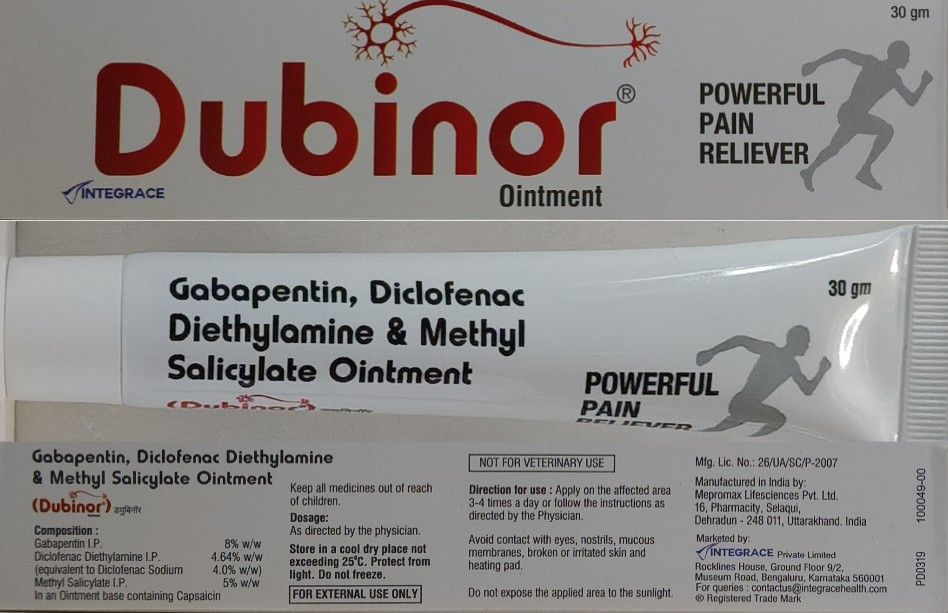 30 gm
Dubinor®
POWERFUL
PAIN
RELIEVER
INTEGRACE
Ointment
Gabapentin, Diclofenac
Diethylamine & Methyl
Salicylate Ointment
(Dubinor)
30 gm
POWERFUL
PAIN
RELIEVER
Gabapentin, Diclofenac Diethylamine
& Methyl Salicylate Ointment
(Dubinor) डयुबिनॉर
Composition :
Gabapentin I.P. 8% w/w
Diclofenac Diethylamine I.P. 4.64% w/w
(equivalent to Diclofenac Sodium 4.0% w/w)
Methyl Salicylate I.P. 5% w/w
In an Ointment base containing Capsaicin
Keep all medicines out of reach
of children.
Dosage:
As directed by the physician.
Store in a cool dry place not
exceeding 25°C. Protect from
light. Do not freeze.
FOR EXTERNAL USE ONLY
NOT FOR VETERINARY USE
Direction for use : Apply on the affected area
3-4 times a day or follow the instructions as
directed by the Physician.
Avoid contact with eyes, nostrils, mucous
membranes, broken or irritated skin and
heating pad.
Do not expose the applied area to the sunlight.
Mfg. Lic. No.: 26/UA/SC/P-2007
Manufactured in India by:
Mepromax Lifesciences Pvt. Ltd.
16, Pharmacity, Selaqui,
Dehradun - 248 011, Uttarakhand. India
Marketed by:
INTEGRACE Private Limited
Rocklines House, Ground Floor 9/2,
Museum Road, Bengaluru, Karnataka 560001
For queries : contactus@integracehealth.com
® Registered Trade Mark
P00319 100049-00